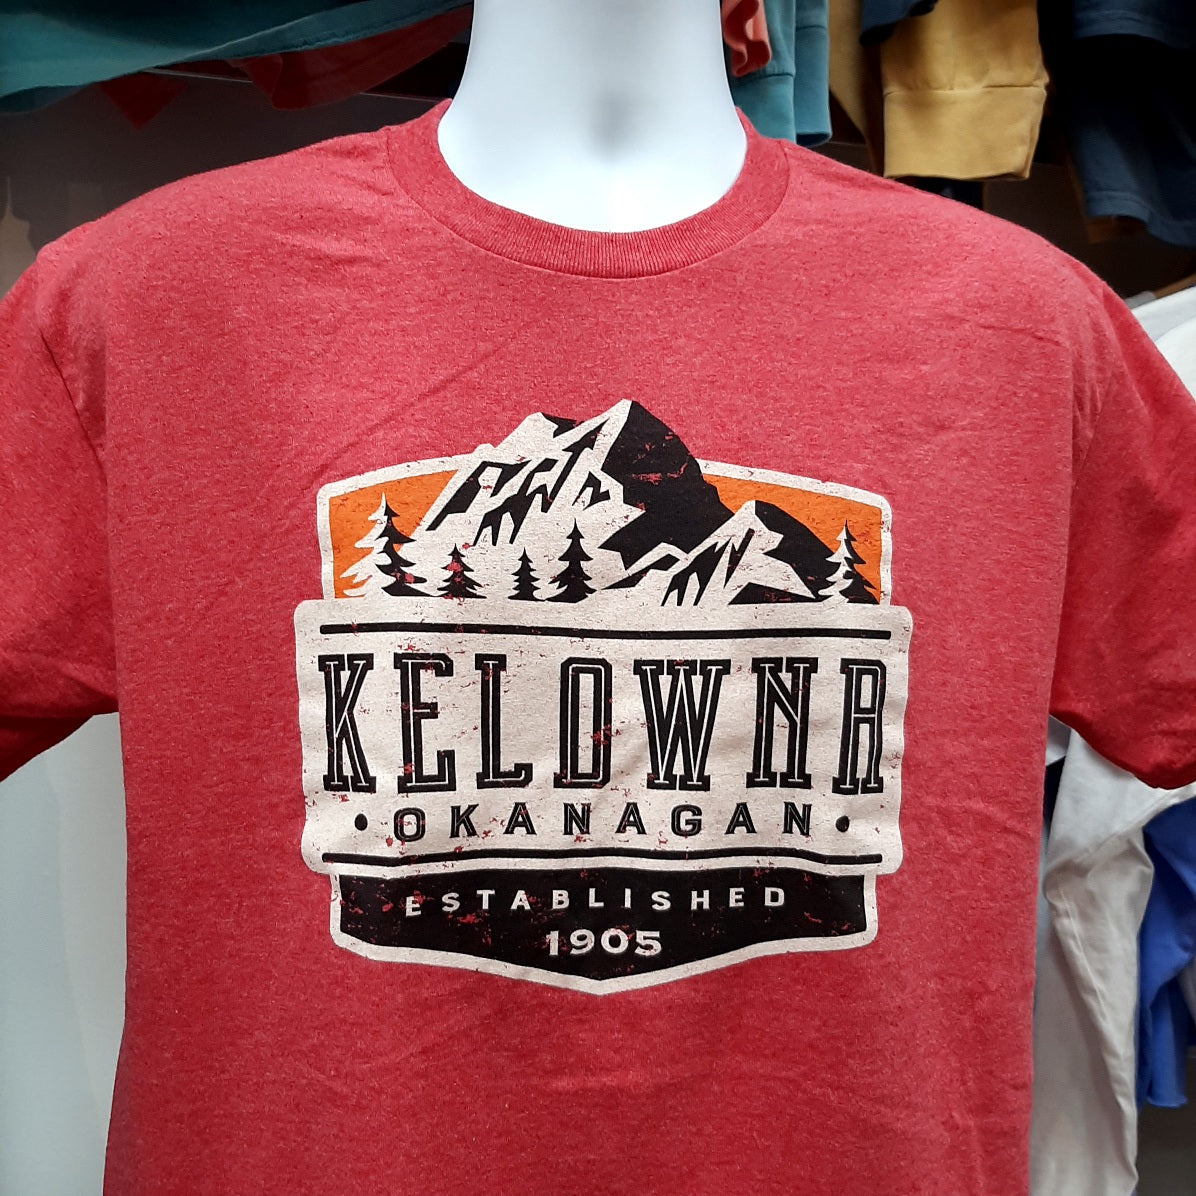 KELOWNA
• OKANAGAN •
ESTABLISHED
1905